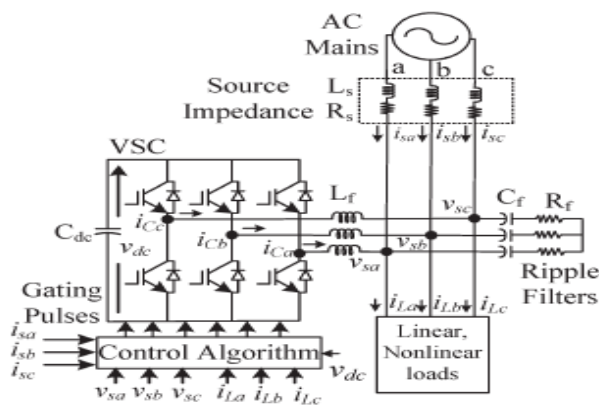 AC
Mains
a b c
Source
Impedance
Ls
Rs
isa isb isc
VSC
Lf
Cf Rf
vsc
iCc
iCb
iCa
vsb
vsa
Cdc
vdc
Ripple
Filters
Gating
Pulses
iLa iLb iLc
Linear,
Nonlinear
loads
isa
isb
isc
Control Algorithm
vdc
vsa vsb vsc iLa iLb iLc